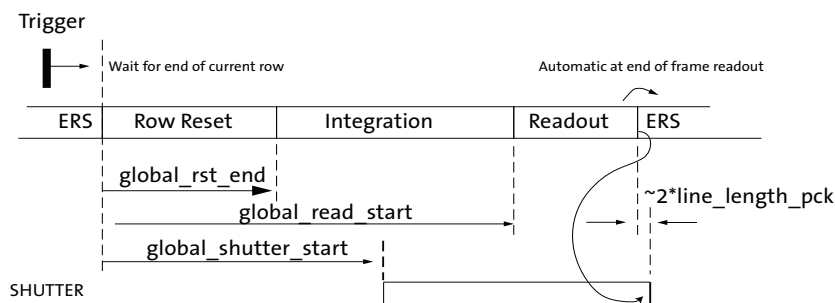 Trigger
Wait for end of current row
Automatic at end of frame readout
ERS Row Reset Integration Readout ERS
global_rst_end
~2*line_length_pck
global_read_start
global_shutter_start
SHUTTER